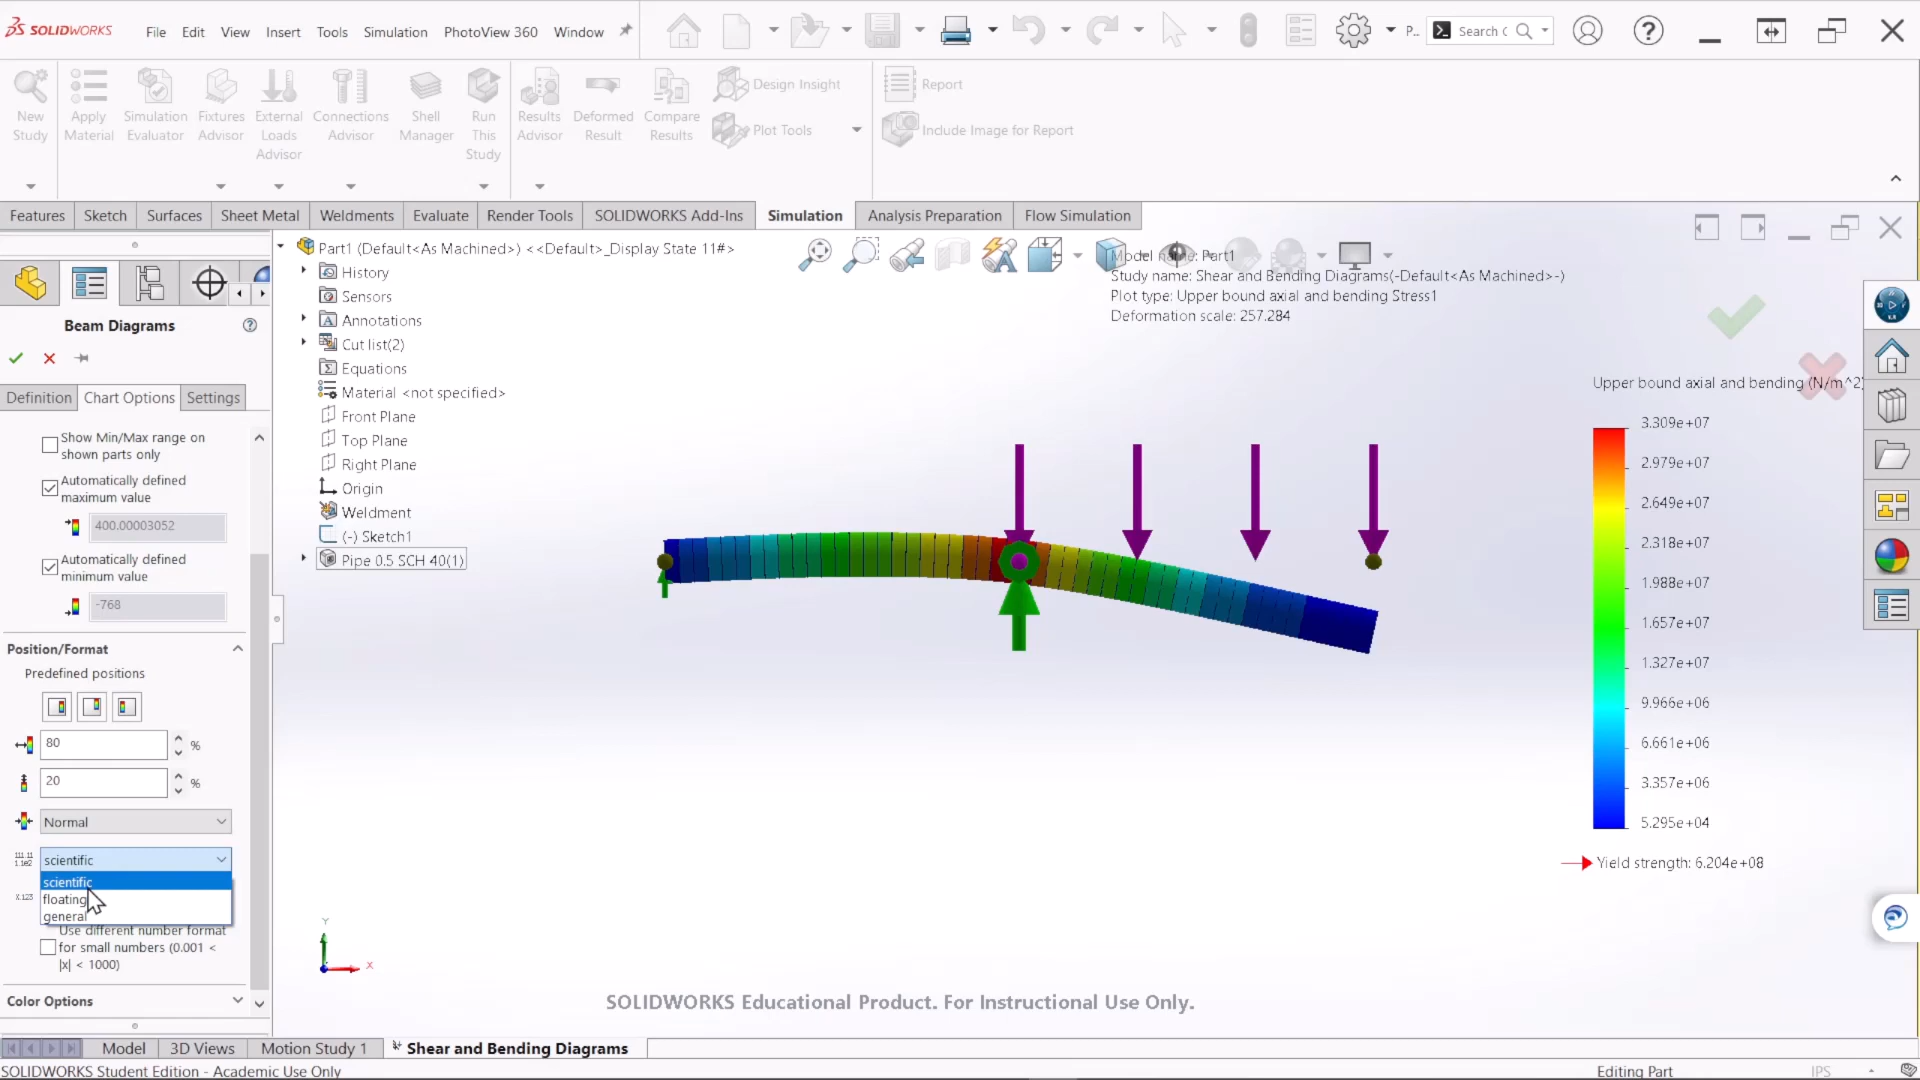 SOLIDWORKS
File Edit View Insert Tools Simulation PhotoView 360 Window
P..
Search
New Study
Apply Material
Simulation Evaluator
Fixtures Advisor
External Loads Advisor
Connections Advisor
Shell Manager
Run This Study
Results Advisor
Deformed Result
Compare Results
Design Insight
Plot Tools
Report
Include Image for Report
Features Sketch Surfaces Sheet Metal Weldments Evaluate Render Tools SOLIDWORKS Add-Ins Simulation Analysis Preparation Flow Simulation
Beam Diagrams
Definition Chart Options Settings
Show Min/Max range on
shown parts only
Automatically defined
maximum value
400.00003052
Automatically defined
minimum value
-768
Position/Format
Predefined positions
80 %
20 %
Normal
111.11
1.1e2
scientific
scientific
floating
general
X.123
Use different number format
for small numbers (0.001 <
|x| < 1000)
Color Options
Part1 (Default<As Machined>) <<Default>_Display State 11#>
History
Sensors
Annotations
Cut list(2)
Equations
Material <not specified>
Front Plane
Top Plane
Right Plane
Origin
Weldment
(-) Sketch1
Pipe 0.5 SCH 40(1)
Model name: Part1
Study name: Shear and Bending Diagrams(-Default<As Machined>-)
Plot type: Upper bound axial and bending Stress1
Deformation scale: 257.284
Upper bound axial and bending (N/m^2)
3.309e+07
2.979e+07
2.649e+07
2.318e+07
1.988e+07
1.657e+07
1.327e+07
9.966e+06
6.661e+06
3.357e+06
5.295e+04
Yield strength: 6.204e+08
Y
X
SOLIDWORKS Educational Product. For Instructional Use Only.
Model 3D Views Motion Study 1 Shear and Bending Diagrams
SOLIDWORKS Student Edition - Academic Use Only
Editing Part
IPS